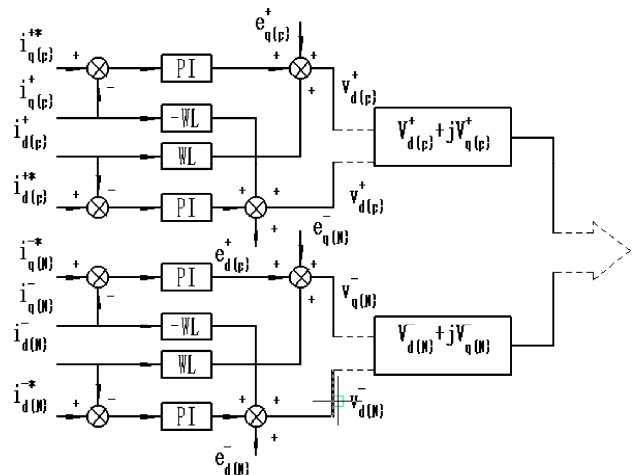 i+*q(p)
e+q(p)
+ PI + +
i+q(p)
− + v+d(p)
-WL
i+d(p)
WL
V+d(p)+jV+q(p)
i+*d(p)
− + +
+ PI + + v+d(p)
i-*q(N)
e+d(p)
e-q(N)
+ PI + +
i-q(N)
− + v-q(N)
-WL
i-d(N)
WL
V-d(N)+jV-q(N)
i-*d(N)
− + +
+ PI + + v-d(N)
e-d(N)